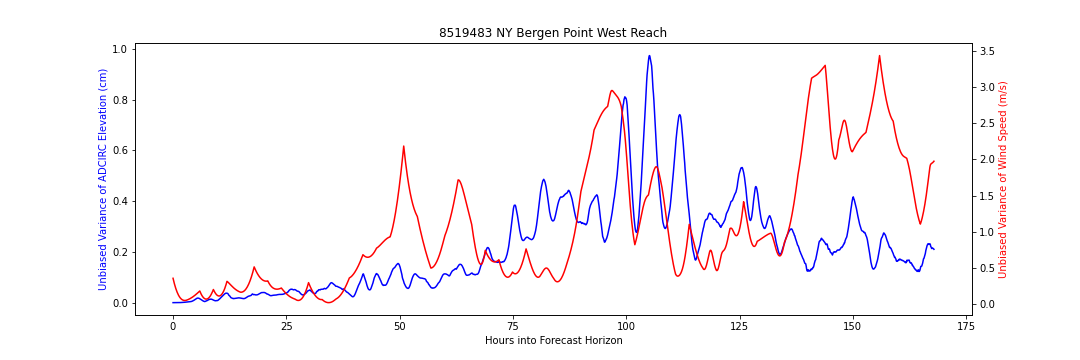 8519483 NY Bergen Point West Reach
Unbiased Variance of ADCIRC Elevation (cm)
1.0
0.8
0.6
0.4
0.2
0.0
3.5
3.0
2.5
2.0
1.5
1.0
0.5
0.0
Unbiased Variance of Wind Speed (m/s)
0 25 50 75 100 125 150 175
Hours into Forecast Horizon